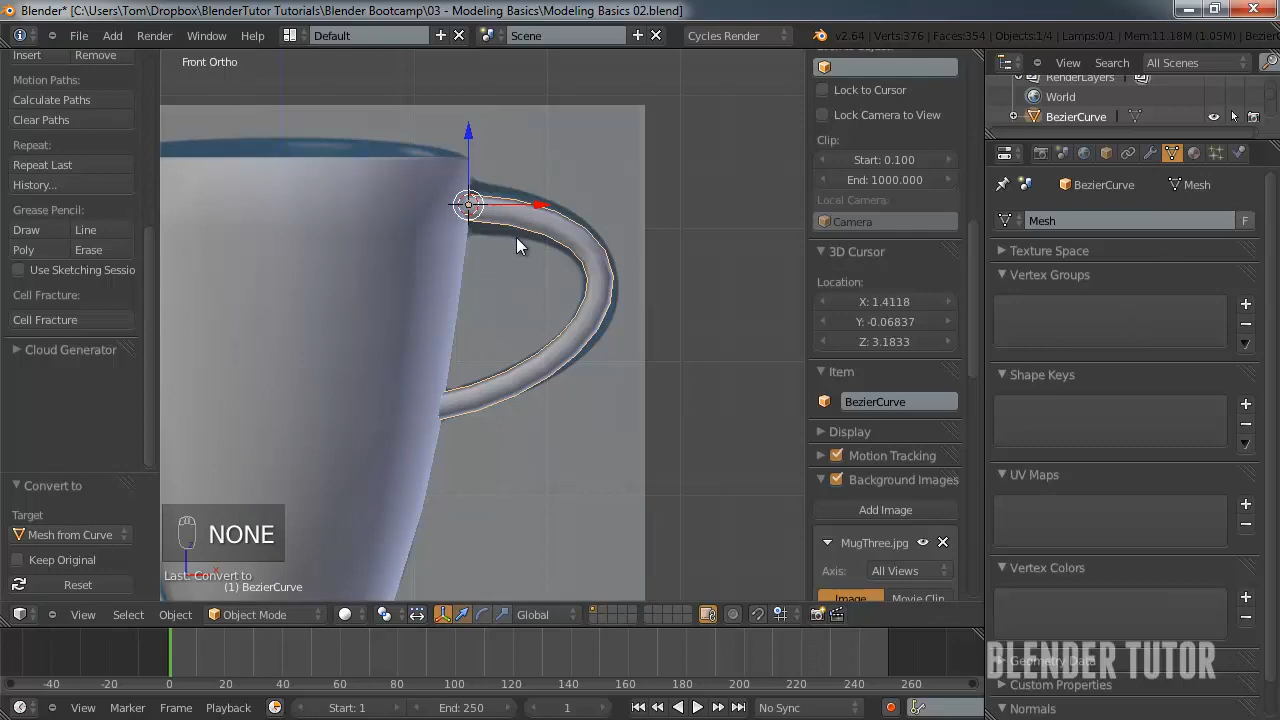 Blender* [C:\Users\Tom\Dropbox\BlenderTutor Tutorials\Blender Bootcamp\03 - Modeling Basics\Modeling Basics 02.blend]
File Add Render Window Help Default Scene Cycles Render v2.64 | Verts:376 | Faces:354 | Objects:1/4 | Lamps:0/1 | Mem:11.18M (1.05M) | BezierC
Insert Remove
Motion Paths:
Calculate Paths
Clear Paths
Repeat:
Repeat Last
History...
Grease Pencil:
Draw Line
Poly Erase
Use Sketching Sessio
Cell Fracture:
Cell Fracture
Cloud Generator
Convert to
Target
Mesh from Curve
Keep Original
Reset
Front Ortho
NONE
z
x
Last: Convert to
(1) BezierCurve
Lock to Cursor
Lock Camera to View
Clip:
Start: 0.100
End: 1000.000
Local Camera:
Camera
3D Cursor
Location:
X: 1.4118
Y: -0.06837
Z: 3.1833
Item
BezierCurve
Display
Motion Tracking
Background Images
Add Image
MugThree.jpg
Axis: All Views
Image Movie Clip
View Search All Scenes
RenderLayers
World
BezierCurve
BezierCurve Mesh
Mesh F
Texture Space
Vertex Groups
Shape Keys
UV Maps
Vertex Colors
Geometry Data
Custom Properties
Normals
View Select Object Object Mode Global
-40 -20 0 20 40 60 80 100 120 140 160 180 200 220 240 260
View Marker Frame Playback Start: 1 End: 250 1 No Sync
BLENDER TUTOR